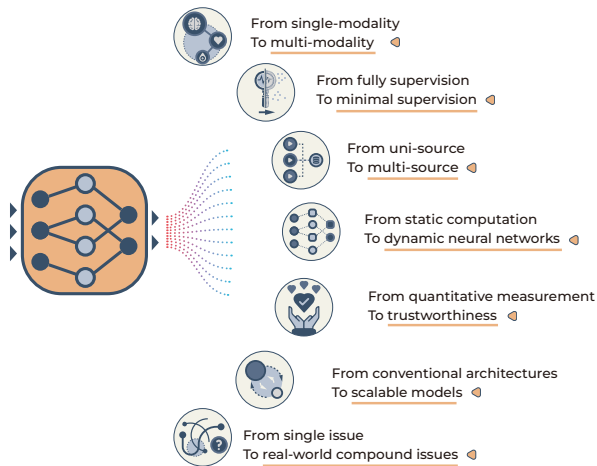 From single-modality
To multi-modality
From fully supervision
To minimal supervision
From uni-source
To multi-source
From static computation
To dynamic neural networks
From quantitative measurement
To trustworthiness
From conventional architectures
To scalable models
?
From single issue
To real-world compound issues